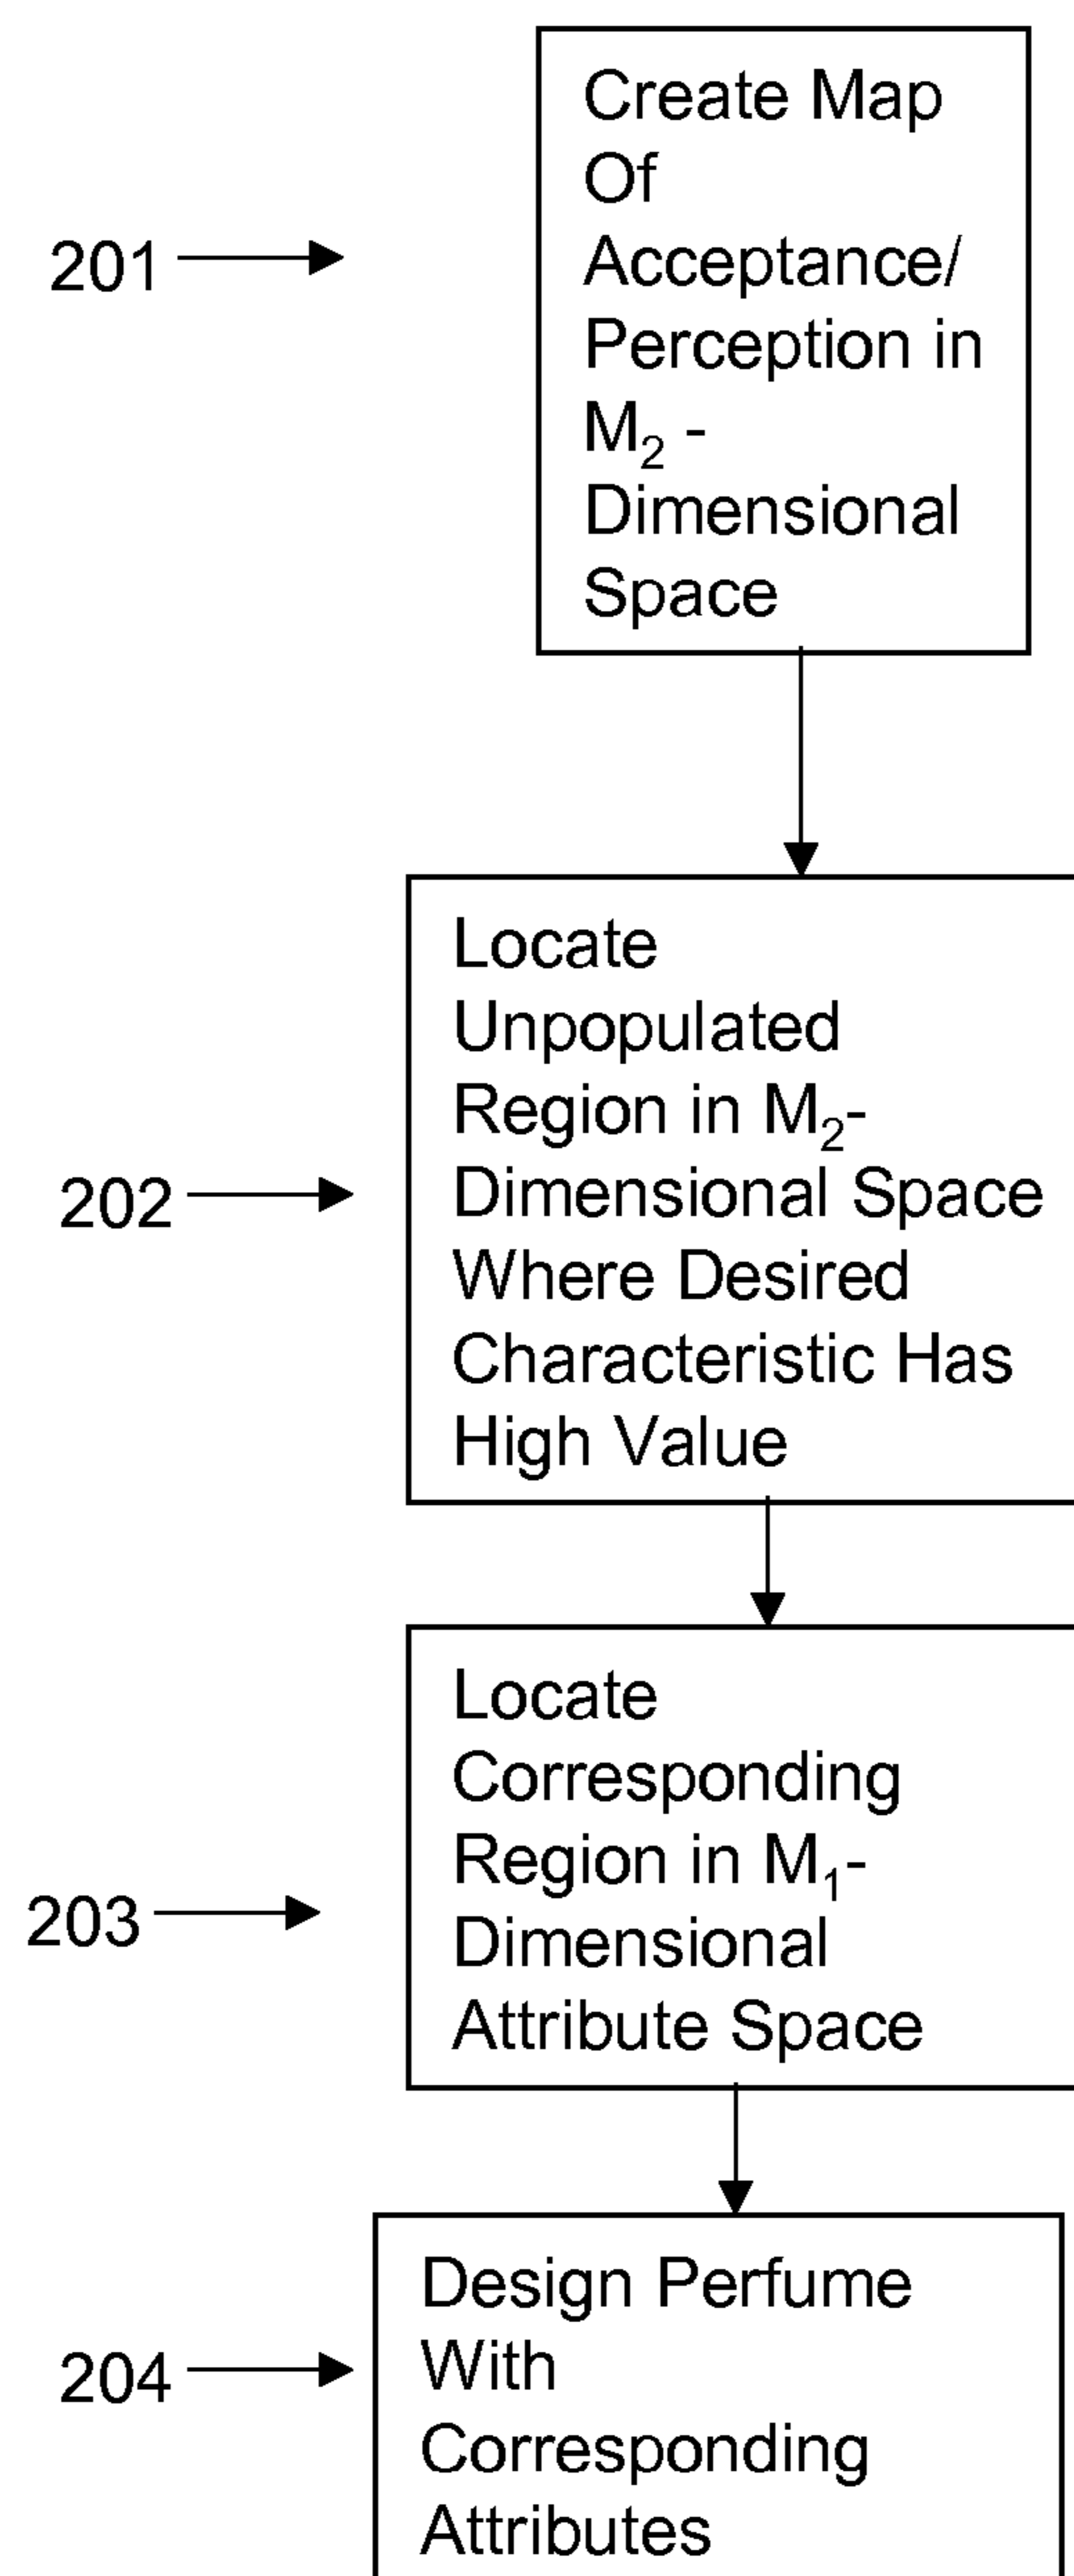 Create Map
Of
Acceptance/
201
Perception in
M₂ -
Dimensional
Space
Locate
Unpopulated
Region in M₂-
202
Dimensional Space
Where Desired
Characteristic Has
High Value
Locate
Corresponding
Region in M₁-
203
Dimensional
Attribute Space
Design Perfume
204
With
Corresponding
Attributes